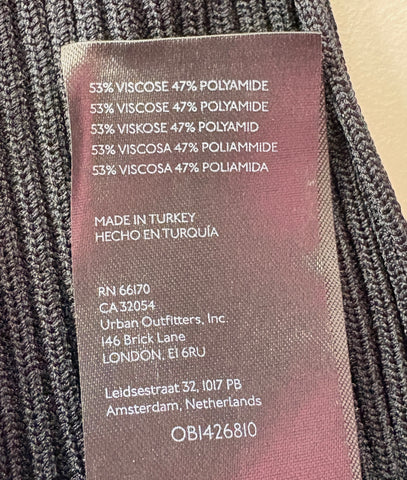 53% VISCOSE 47% POLYAMIDE
53% VISCOSE 47% POLYAMIDE
53% VISKOSE 47% POLYAMID
53% VISCOSA 47% POLIAMMIDE
53% VISCOSA 47% POLIAMIDA
MADE IN TURKEY
HECHO EN TURQUÍA
RN 66170
CA 32054
Urban Outfitters, Inc.
146 Brick Lane
LONDON, E1 6RU
Leidsestraat 32, 1017 PB
Amsterdam, Netherlands
OB1426810